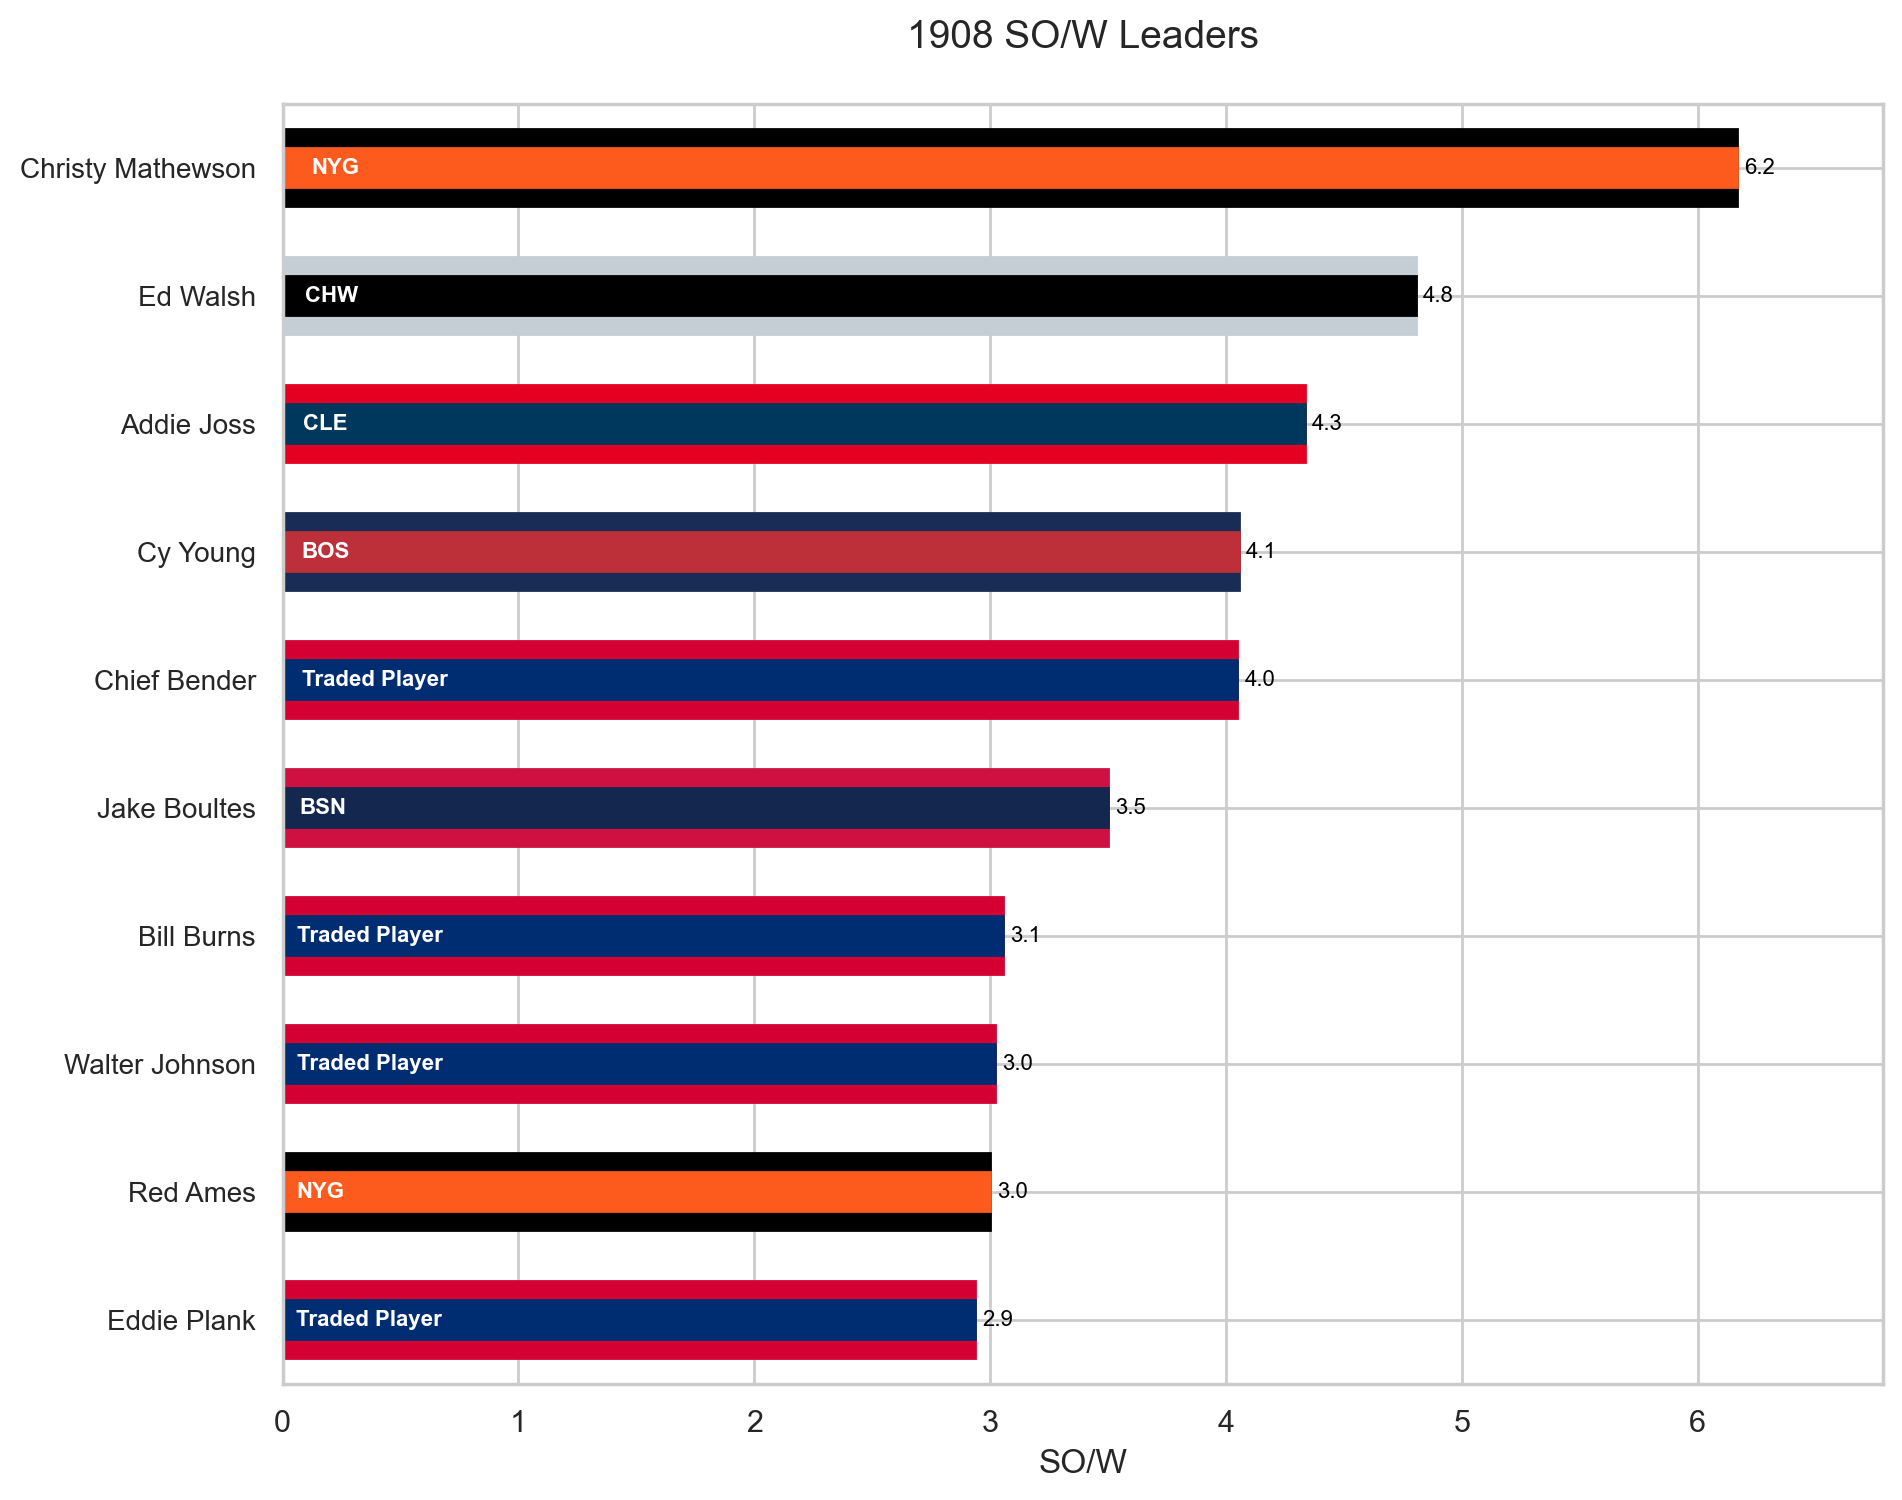 1908 SO/W Leaders
Christy Mathewson NYG 6.2
Ed Walsh CHW 4.8
Addie Joss CLE 4.3
Cy Young BOS 4.1
Chief Bender Traded Player 4.0
Jake Boultes BSN 3.5
Bill Burns Traded Player 3.1
Walter Johnson Traded Player 3.0
Red Ames NYG 3.0
Eddie Plank Traded Player 2.9
0 1 2 3 4 5 6
SO/W